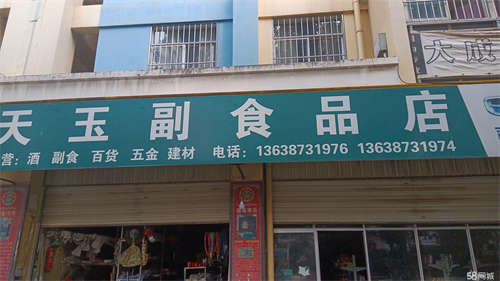 天玉副食品店
营：酒 副食 百货 五金 建材 电话：13638731976 13638731974
58同城